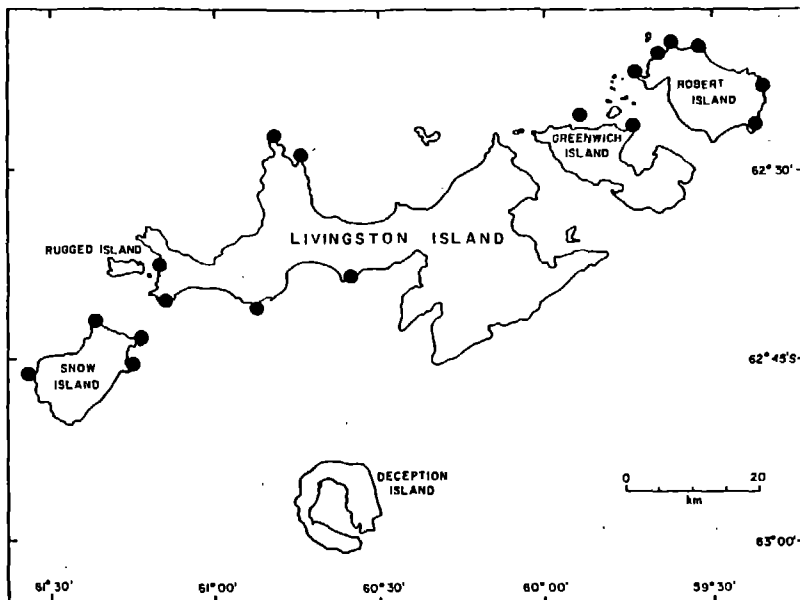 ROBERT
ISLAND
GREENWICH
ISLAND
62°30'
LIVINGSTON ISLAND
RUGGED ISLAND
62°45'S
SNOW
ISLAND
DECEPTION
ISLAND
0 20
km
63°00'
61°30' 61°00' 60°30' 60°00' 59°30'